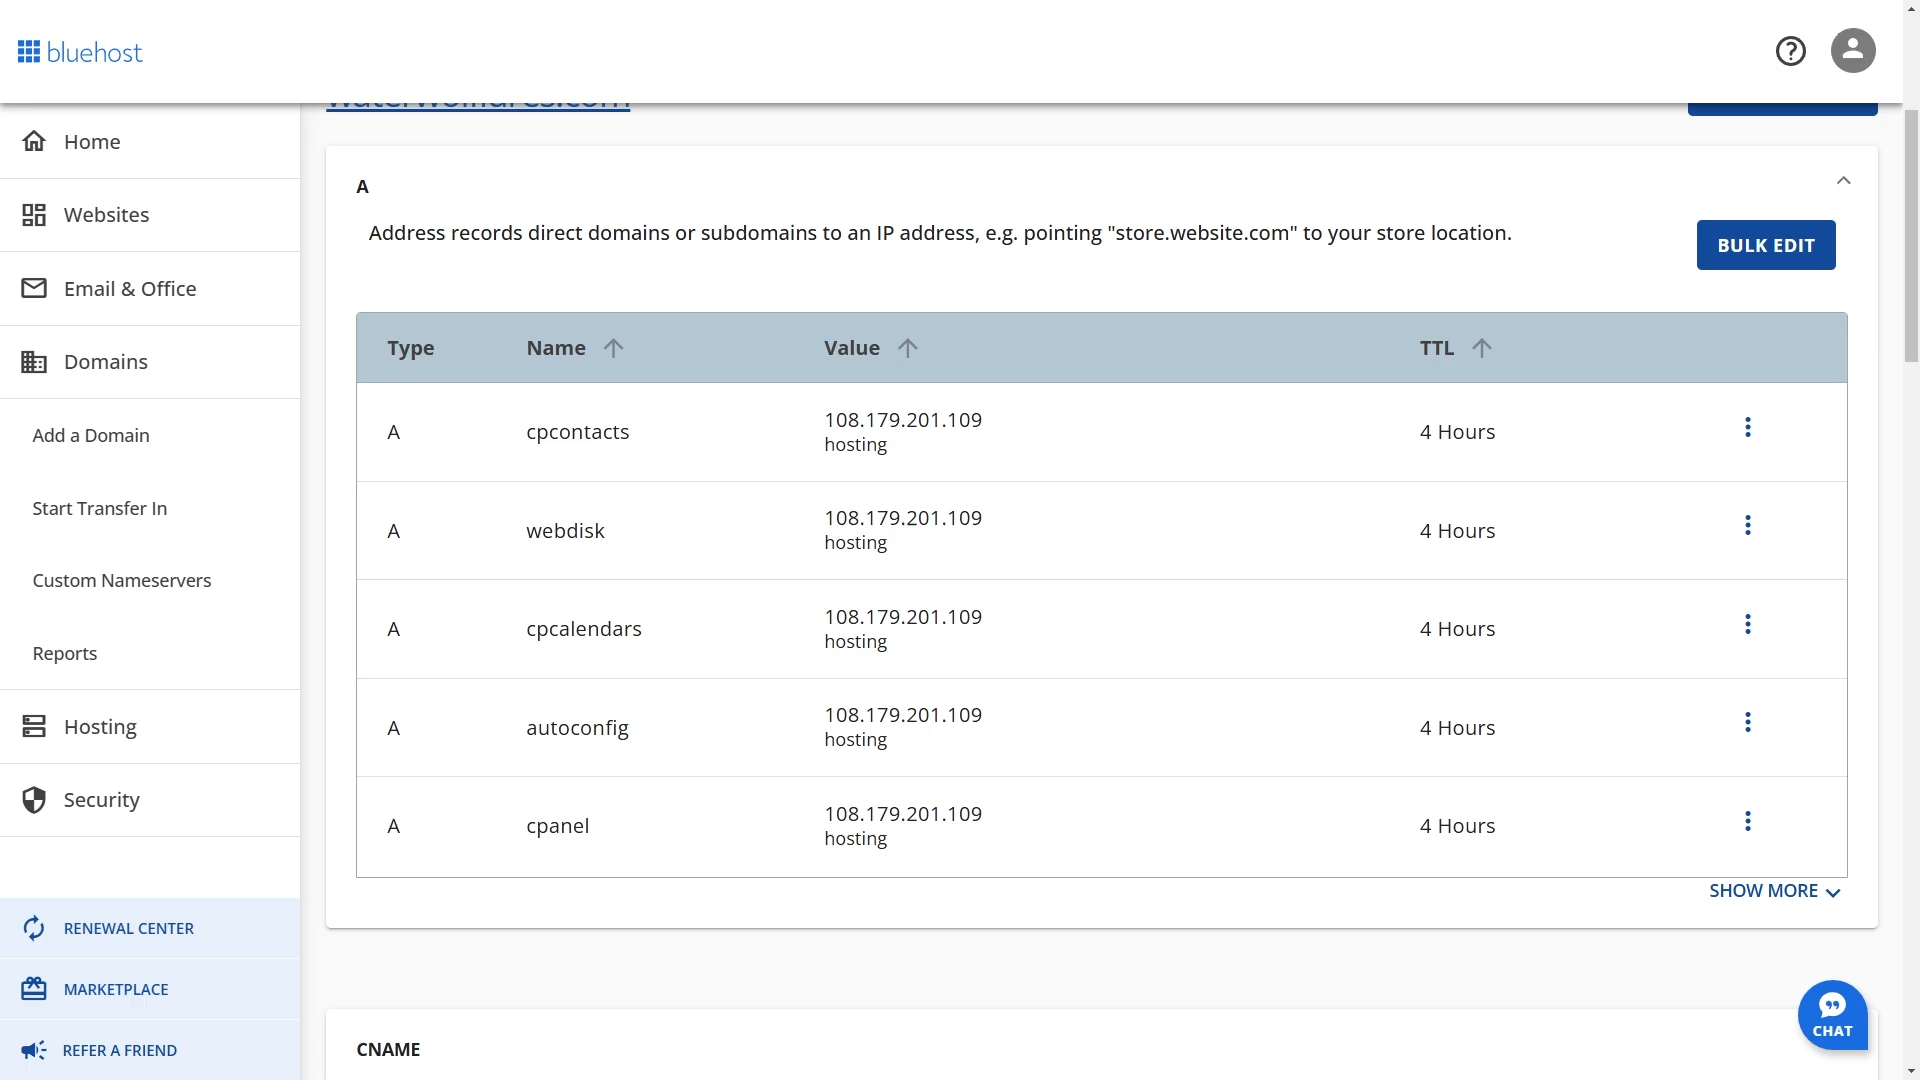 bluehost
Home
Websites
Email & Office
Domains
Add a Domain
Start Transfer In
Custom Nameservers
Reports
Hosting
Security
RENEWAL CENTER
MARKETPLACE
REFER A FRIEND
A
Address records direct domains or subdomains to an IP address, e.g. pointing "store.website.com" to your store location.
BULK EDIT
Type Name Value TTL
A cpcontacts 108.179.201.109 4 Hours
hosting
A webdisk 108.179.201.109 4 Hours
hosting
A cpcalendars 108.179.201.109 4 Hours
hosting
A autoconfig 108.179.201.109 4 Hours
hosting
A cpanel 108.179.201.109 4 Hours
hosting
SHOW MORE
CNAME
CHAT